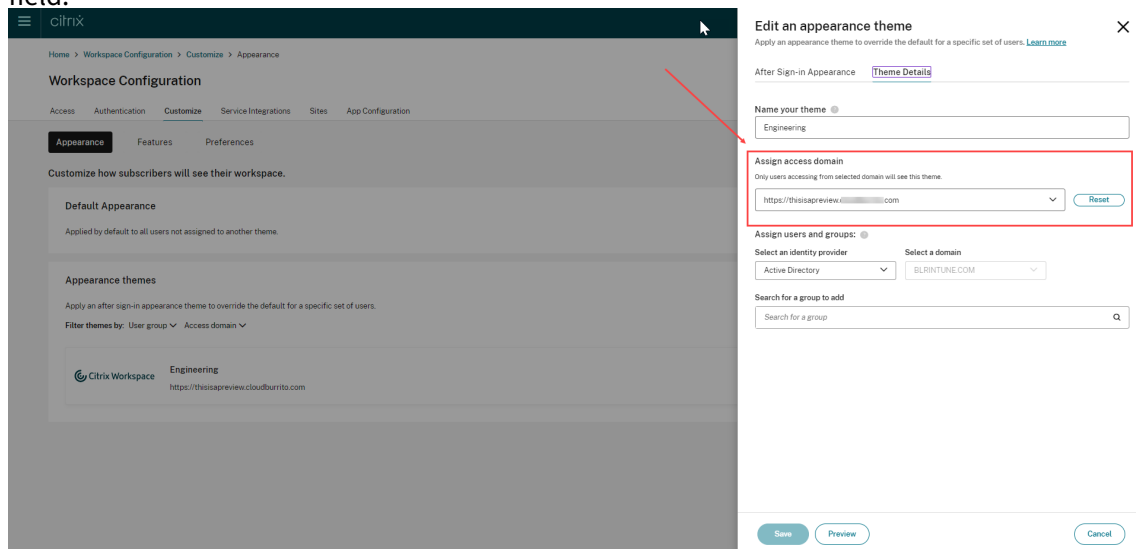 field.
citrix
Home > Workspace Configuration > Customize > Appearance
Workspace Configuration
Access Authentication Customize Service Integrations Sites App Configuration
Appearance Features Preferences
Customize how subscribers will see their workspace.
Default Appearance
Applied by default to all users not assigned to another theme.
Appearance themes
Apply an after sign-in appearance theme to override the default for a specific set of users.
Filter themes by: User group Access domain
Citrix Workspace
Engineering
https://thisisapreview.cloudburrito.com
Edit an appearance theme
Apply an appearance theme to override the default for a specific set of users. Learn more
After Sign-in Appearance Theme Details
Name your theme
Engineering
Assign access domain
Only users accessing from selected domain will see this theme.
https://thisisapreview. com Reset
Assign users and groups:
Select an identity provider Select a domain
Active Directory BLRINTUNE.COM
Search for a group to add
Search for a group
Save Preview Cancel